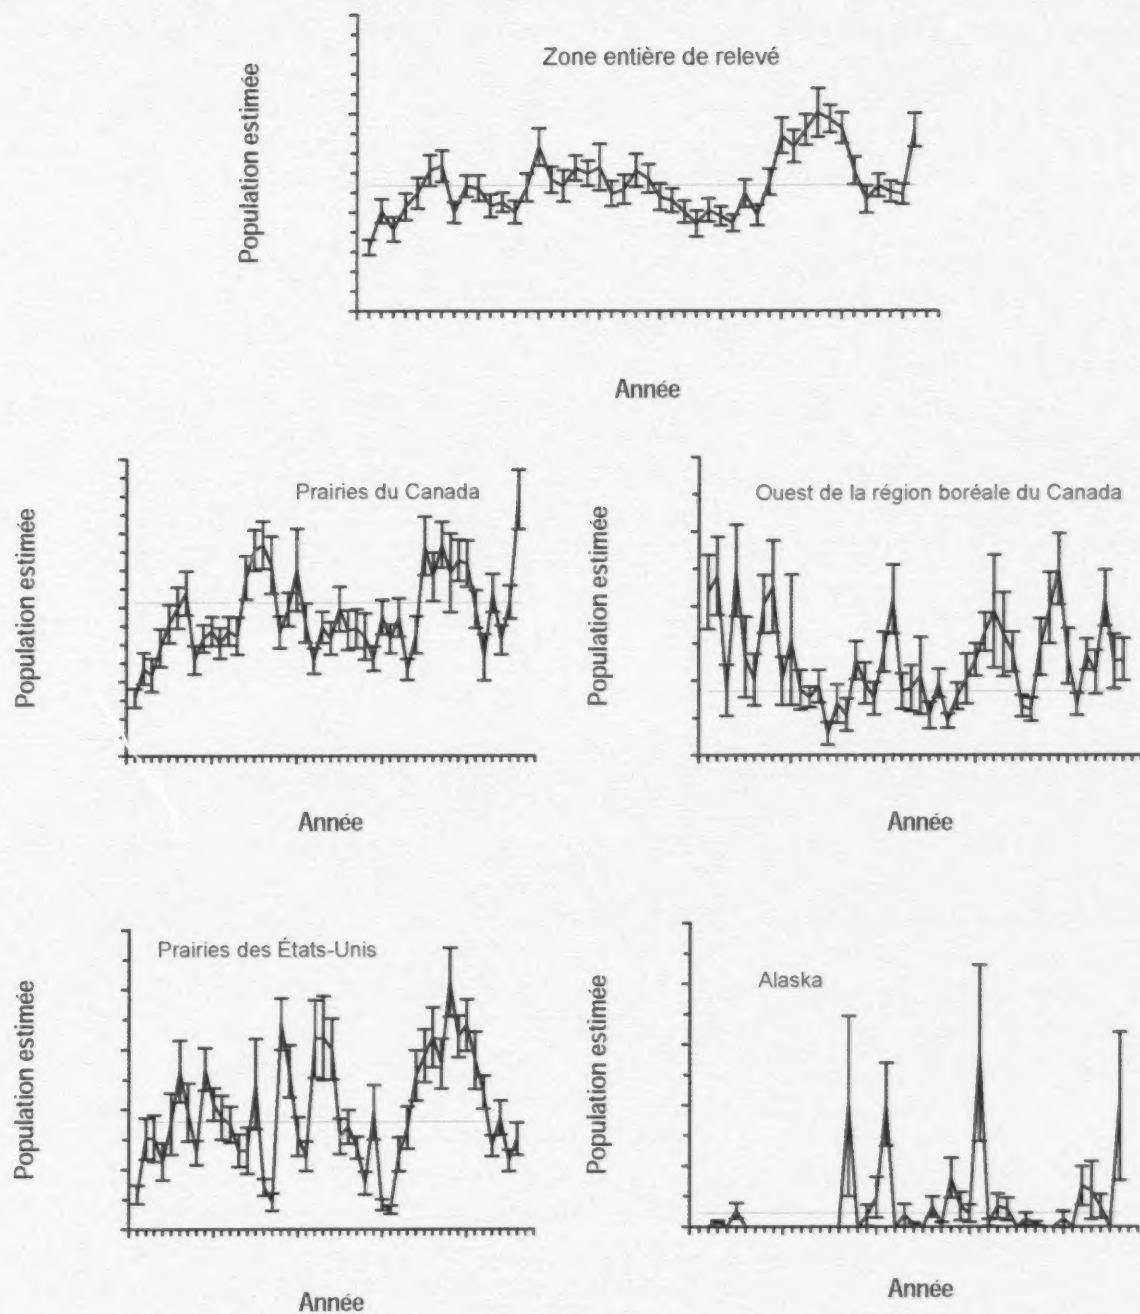 Zone entière de relevé
Population estimée
Année
Prairies du Canada
Population estimée
Année
Ouest de la région boréale du Canada
Population estimée
Année
Prairies des États-Unis
Population estimée
Année
Alaska
Population estimée
Année